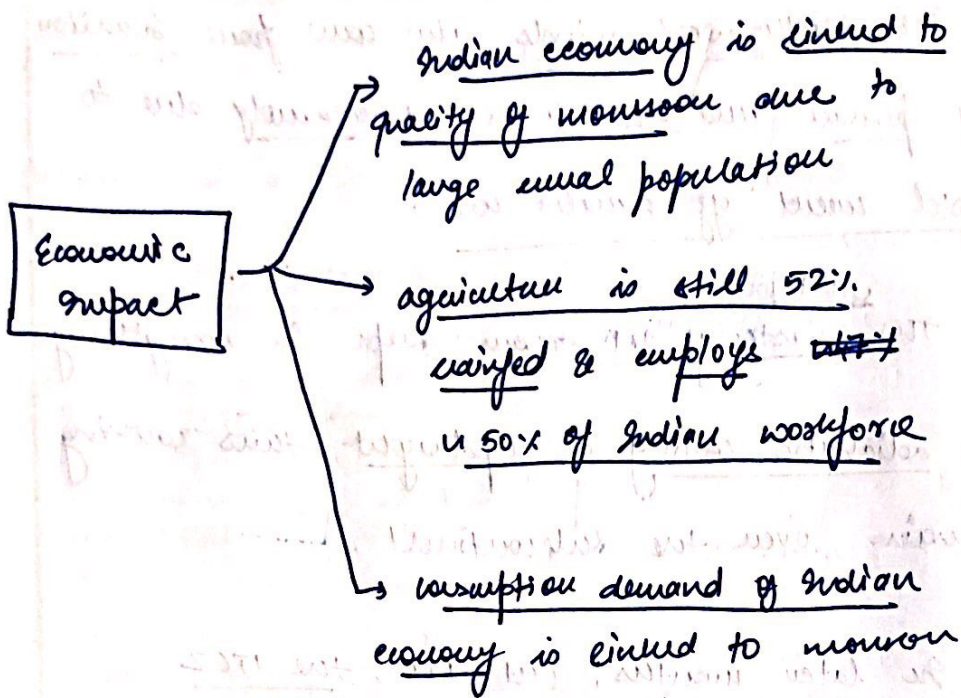 Indian economy is linked to
quality of monsoon due to
large rural population
Economic
Impact
agriculture is still 52%
rainfed & employs
~ 50% of Indian workforce
consumption demand of Indian
economy is linked to monsoon